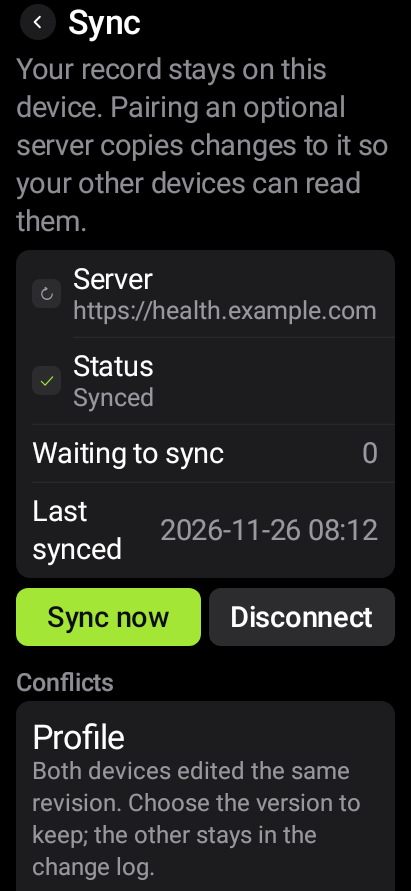 Sync
Your record stays on this
device. Pairing an optional
server copies changes to it so
your other devices can read
them.
Server
https://health.example.com
Status
Synced
Waiting to sync 0
Last
synced 2026-11-26 08:12
Sync now Disconnect
Conflicts
Profile
Both devices edited the same
revision. Choose the version to
keep; the other stays in the
change log.